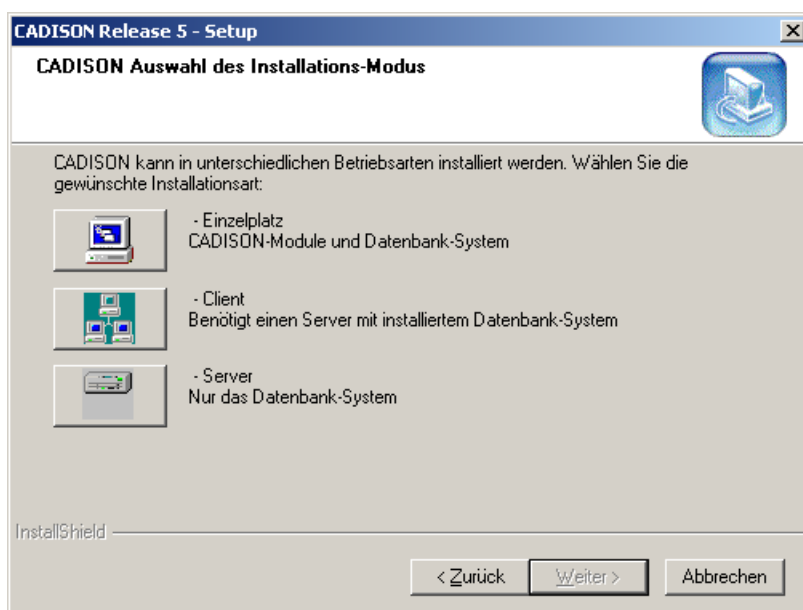 CADISON Release 5 - Setup
CADISON Auswahl des Installations-Modus
CADISON kann in unterschiedlichen Betriebsarten installiert werden. Wählen Sie die
gewünschte Installationsart:
- Einzelplatz
CADISON-Module und Datenbank-System
- Client
Benötigt einen Server mit installiertem Datenbank-System
- Server
Nur das Datenbank-System
InstallShield
< Zurück
Weiter >
Abbrechen